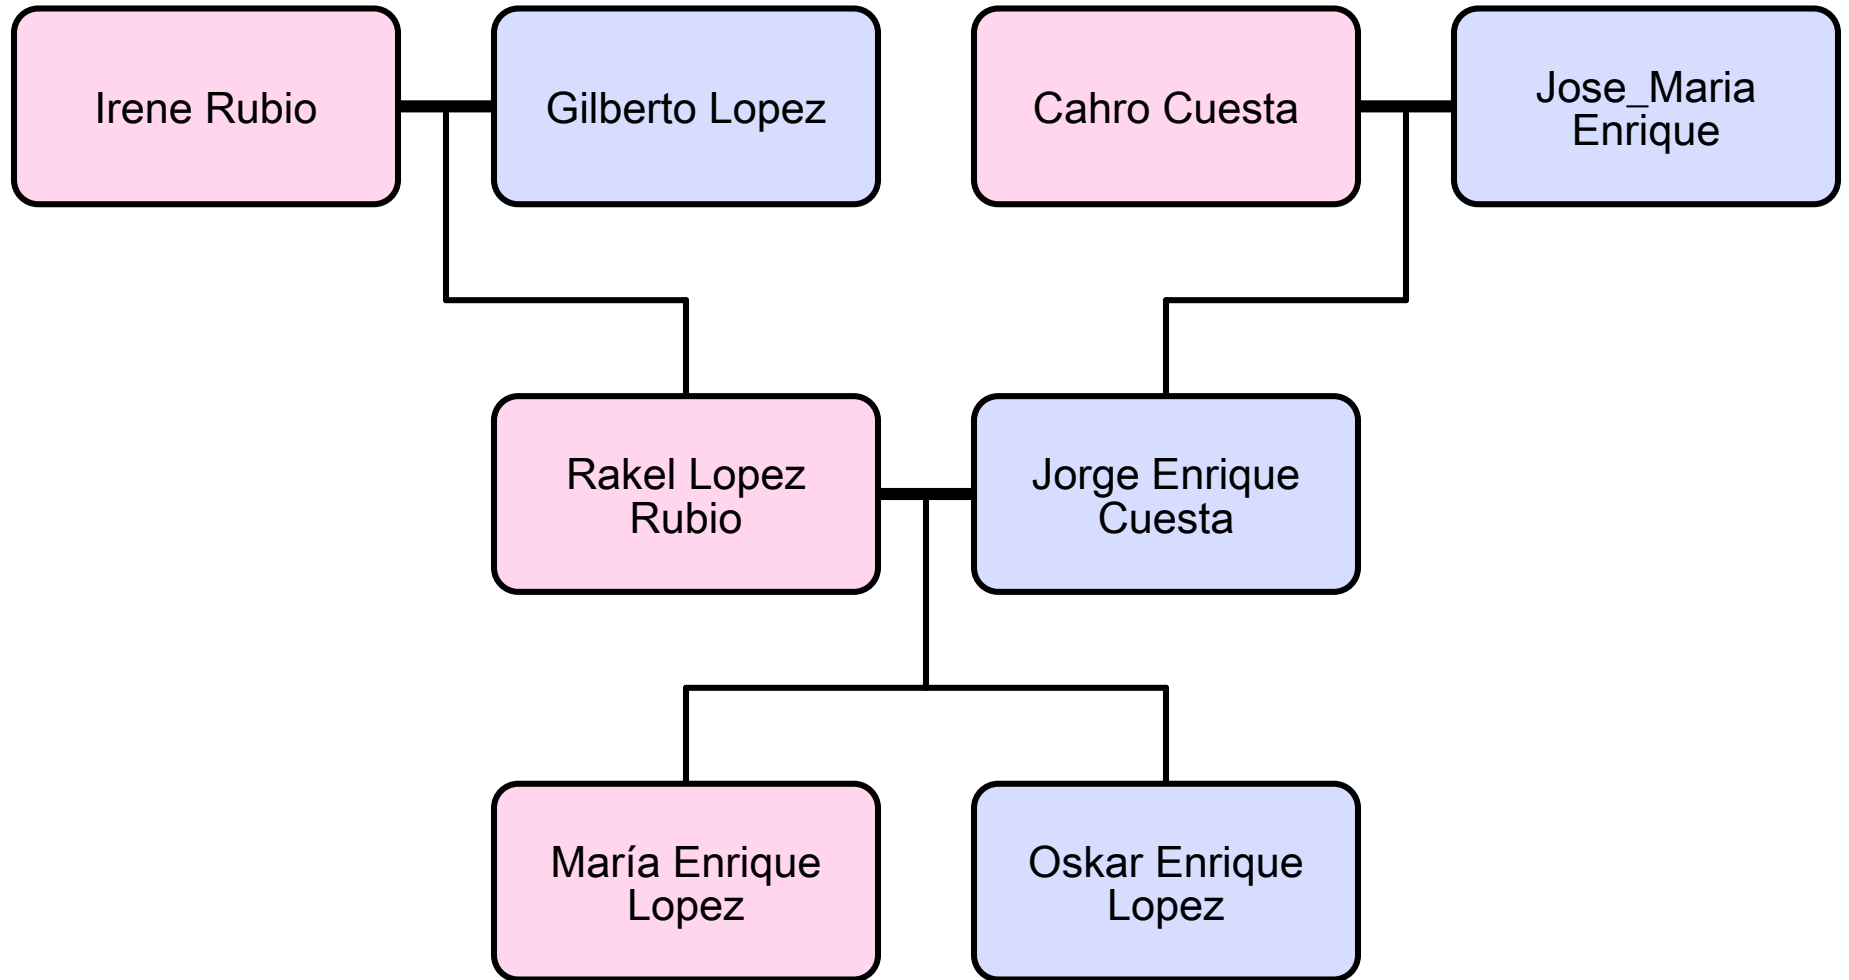 Irene Rubio
Gilberto Lopez
Cahro Cuesta
Jose_Maria
Enrique
Rakel Lopez
Rubio
Jorge Enrique
Cuesta
María Enrique
Lopez
Oskar Enrique
Lopez